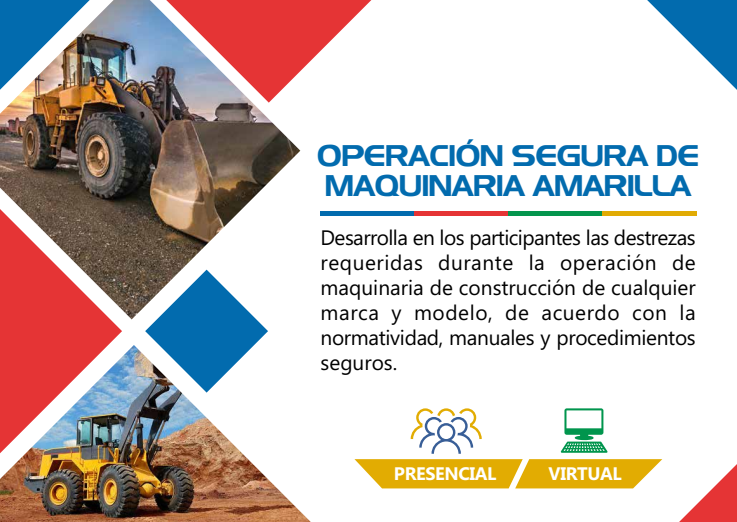 OPERACIÓN SEGURA DE
MAQUINARIA AMARILLA
Desarrolla en los participantes las destrezas
requeridas durante la operación de
maquinaria de construcción de cualquier
marca y modelo, de acuerdo con la
normatividad, manuales y procedimientos
seguros.
PRESENCIAL
VIRTUAL